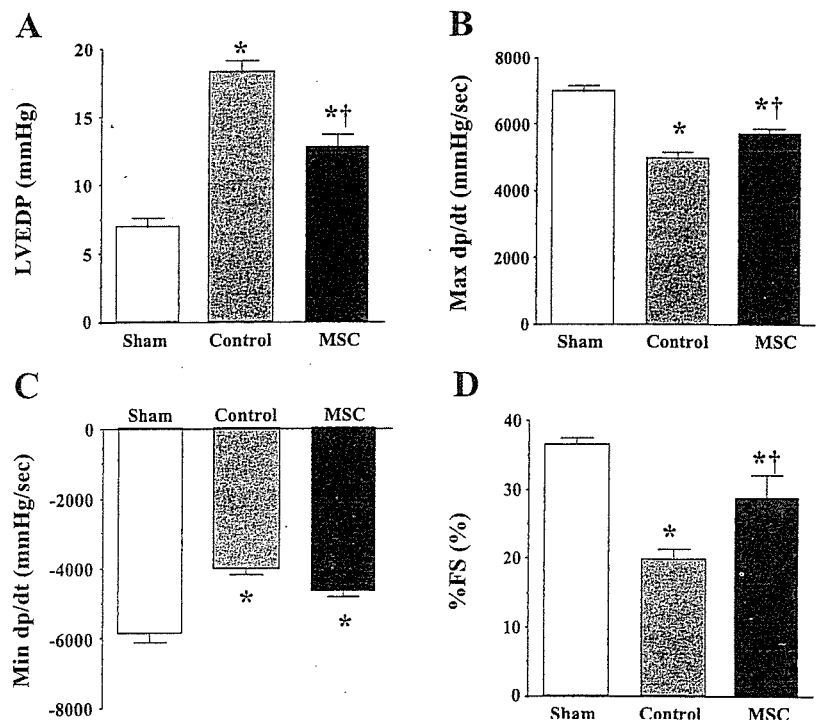 A
LVEDP (mmHg)
20
15
10
5
0
*
*†
Sham Control MSC
B
Max dp/dt (mmHg/sec)
8000
6000
4000
2000
0
*
*†
Sham Control MSC
C
Min dp/dt (mmHg/sec)
Sham Control MSC
0
-2000
-4000
-6000
-8000
*
*
D
%FS (%)
40
30
20
10
0
*
*†
Sham Control MSC